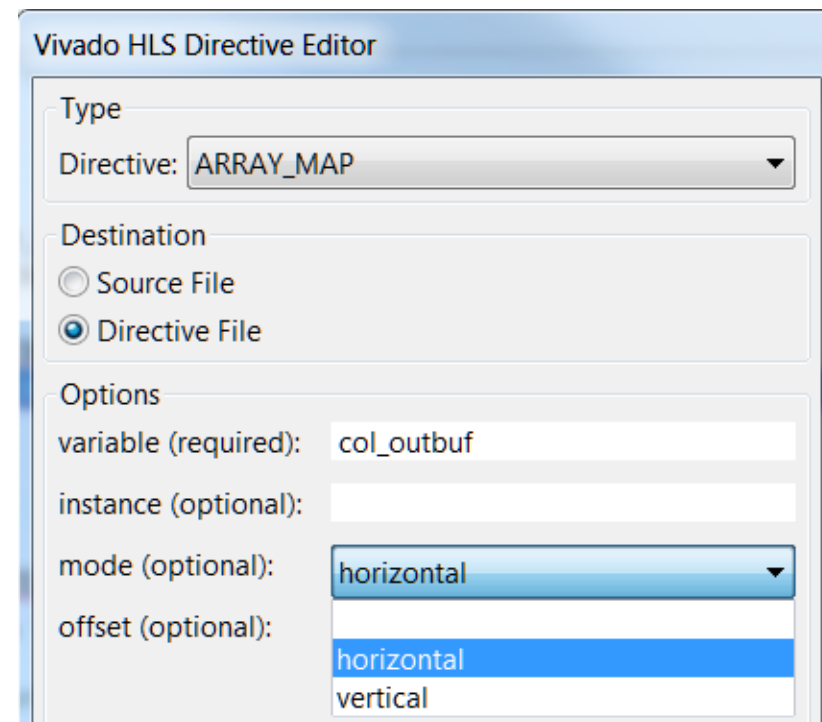 Vivado HLS Directive Editor
Type
Directive: ARRAY_MAP
Destination
Source File
Directive File
Options
variable (required): col_outbuf
instance (optional):
mode (optional): horizontal
offset (optional):
horizontal
vertical